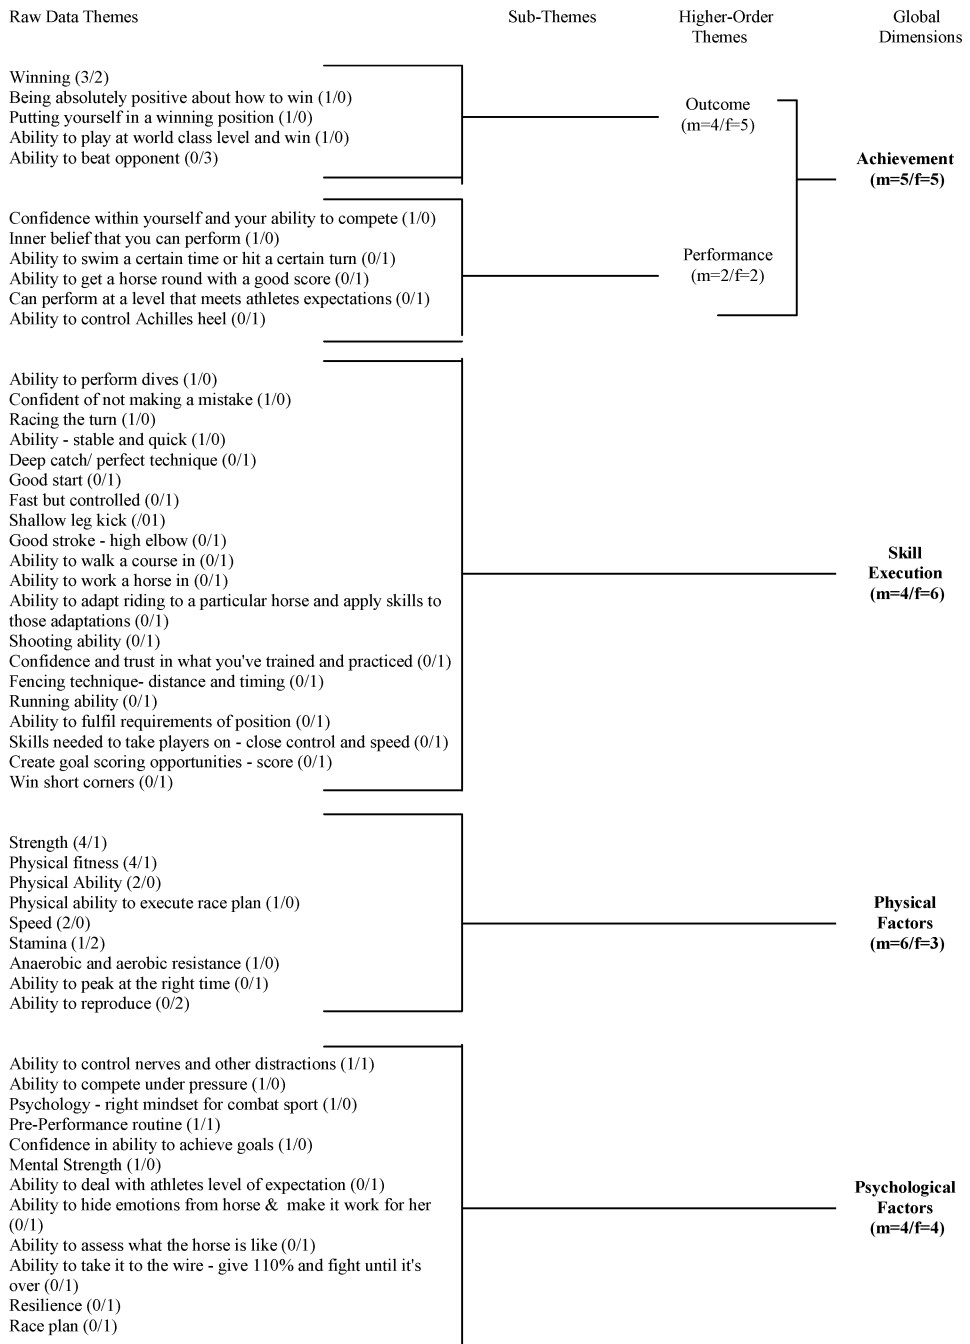 Raw Data Themes
Sub-Themes
Higher-Order
Themes
Global
Dimensions
Winning (3/2)
Being absolutely positive about how to win (1/0)
Putting yourself in a winning position (1/0)
Ability to play at world class level and win (1/0)
Ability to beat opponent (0/3)
Outcome
(m=4/f=5)
Achievement
(m=5/f=5)
Confidence within yourself and your ability to compete (1/0)
Inner belief that you can perform (1/0)
Ability to swim a certain time or hit a certain turn (0/1)
Ability to get a horse round with a good score (0/1)
Can perform at a level that meets athletes expectations (0/1)
Ability to control Achilles heel (0/1)
Performance
(m=2/f=2)
Ability to perform dives (1/0)
Confident of not making a mistake (1/0)
Racing the turn (1/0)
Ability - stable and quick (1/0)
Deep catch/ perfect technique (0/1)
Good start (0/1)
Fast but controlled (0/1)
Shallow leg kick (/01)
Good stroke - high elbow (0/1)
Ability to walk a course in (0/1)
Ability to work a horse in (0/1)
Ability to adapt riding to a particular horse and apply skills to
those adaptations (0/1)
Shooting ability (0/1)
Confidence and trust in what you've trained and practiced (0/1)
Fencing technique- distance and timing (0/1)
Running ability (0/1)
Ability to fulfil requirements of position (0/1)
Skills needed to take players on - close control and speed (0/1)
Create goal scoring opportunities - score (0/1)
Win short corners (0/1)
Skill
Execution
(m=4/f=6)
Strength (4/1)
Physical fitness (4/1)
Physical Ability (2/0)
Physical ability to execute race plan (1/0)
Speed (2/0)
Stamina (1/2)
Anaerobic and aerobic resistance (1/0)
Ability to peak at the right time (0/1)
Ability to reproduce (0/2)
Physical
Factors
(m=6/f=3)
Ability to control nerves and other distractions (1/1)
Ability to compete under pressure (1/0)
Psychology - right mindset for combat sport (1/0)
Pre-Performance routine (1/1)
Confidence in ability to achieve goals (1/0)
Mental Strength (1/0)
Ability to deal with athletes level of expectation (0/1)
Ability to hide emotions from horse & make it work for her
(0/1)
Ability to assess what the horse is like (0/1)
Ability to take it to the wire - give 110% and fight until it's
over (0/1)
Resilience (0/1)
Race plan (0/1)
Psychological
Factors
(m=4/f=4)